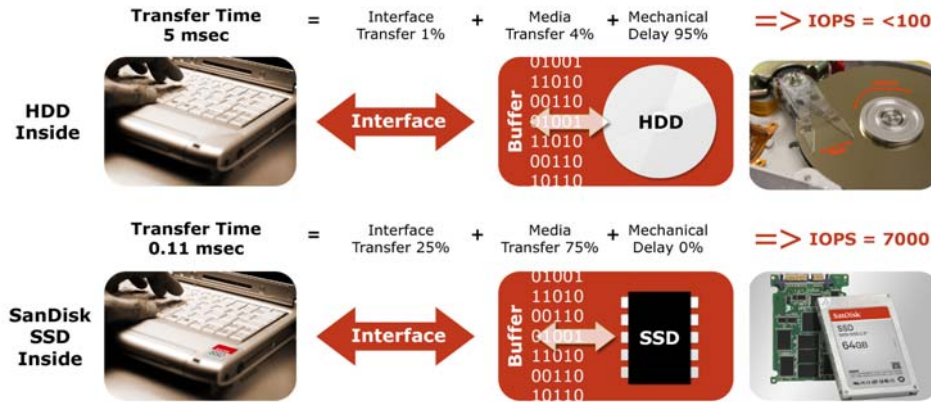 Transfer Time = Interface + Media + Mechanical => IOPS = <100
5 msec Transfer 1% Transfer 4% Delay 95%
HDD
Inside
Interface
Buffer
01001
11010
00110
01001
11010
00110
10110
HDD
Transfer Time = Interface + Media + Mechanical => IOPS = 7000
0.11 msec Transfer 25% Transfer 75% Delay 0%
SanDisk
SSD
Inside
Interface
Buffer
01001
11010
00110
01001
11010
00110
10110
SSD
SanDisk
SSD
64GB